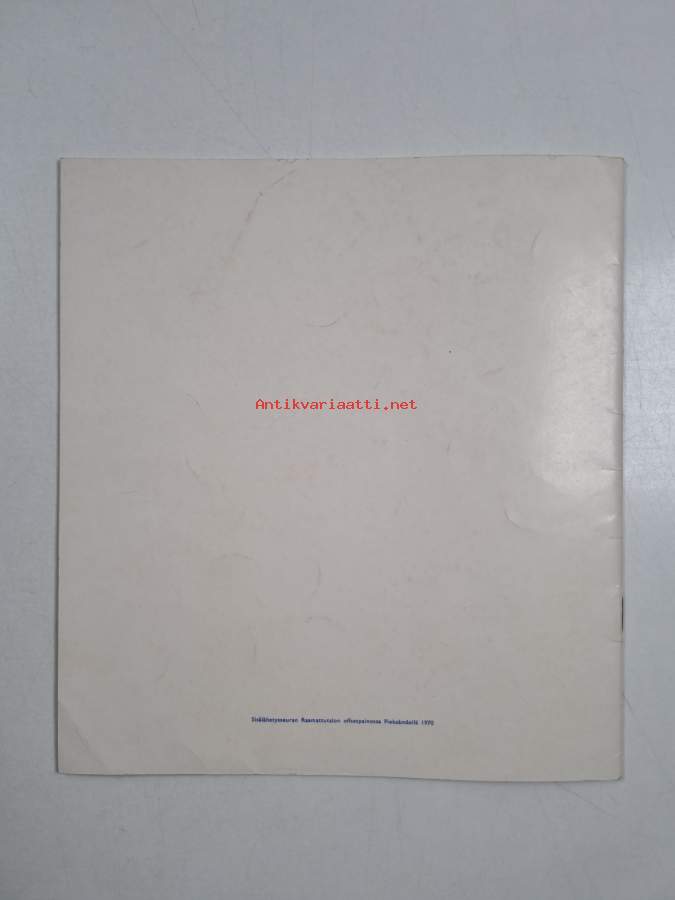 Antikvariaatti.net
Sisälähetysseuran Raamattutalon offsetpainossa Pieksämäellä 1970